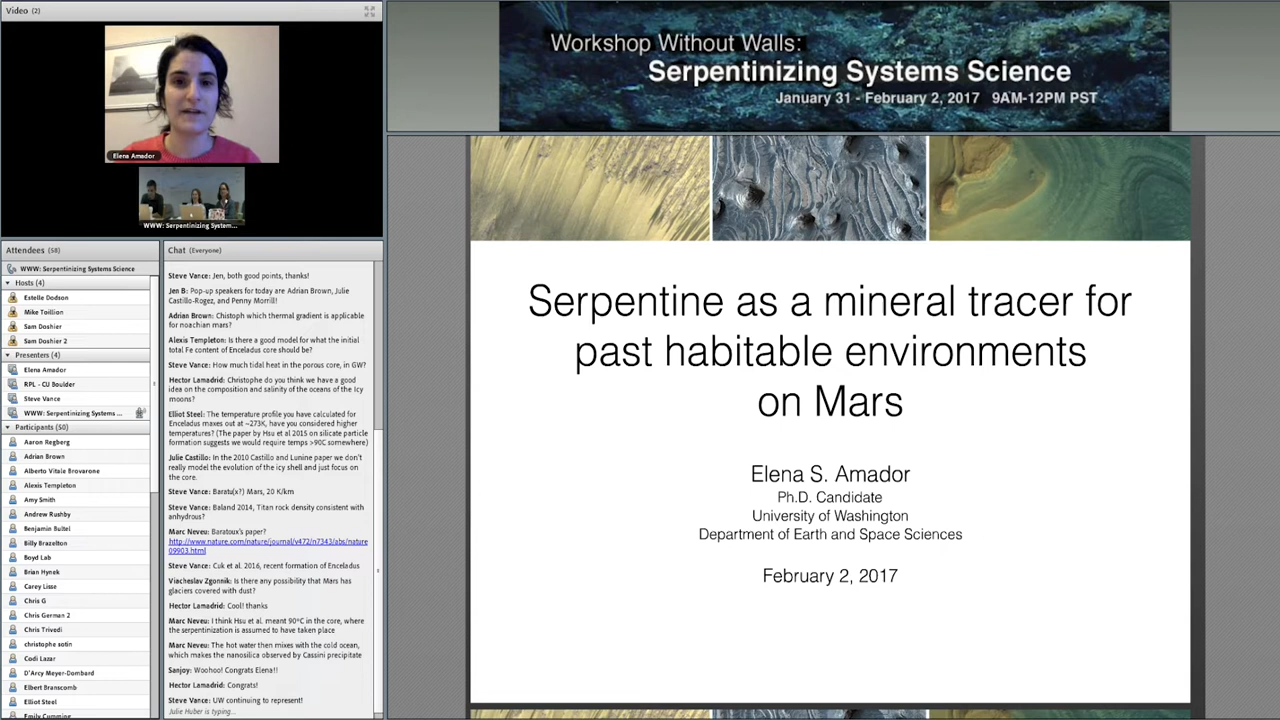 Video (2)
Elena Amador
WWW: Serpentinizing System...
Attendees (58)
WWW: Serpentinizing Systems Science
Hosts (4)
Estelle Dodson
Mike Toillion
Sam Doshier
Sam Doshier 2
Presenters (4)
Elena Amador
RPL - CU Boulder
Steve Vance
WWW: Serpentinizing Systems ...
Participants (50)
Aaron Regberg
Adrian Brown
Alberto Vitale Brovarone
Alexis Templeton
Amy Smith
Andrew Rushby
Benjamin Bultel
Billy Brazelton
Boyd Lab
Brian Hynek
Carey Lisse
Chris G
Chris German 2
Chris Trivedi
christophe sotin
Codi Lazar
D'Arcy Meyer-Dombard
Elbert Branscomb
Elliot Steel
Emily Cumming
Chat (Everyone)
Steve Vance: Jen, both good points, thanks!
Jen B: Pop-up speakers for today are Adrian Brown, Julie
Castillo-Rogez, and Penny Morrill!
Adrian Brown: Chistoph which thermal gradient is applicable
for noachian mars?
Alexis Templeton: Is there a good model for what the initial
total Fe content of Enceladus core should be?
Steve Vance: How much tidal heat in the porous core, in GW?
Hector Lamadrid: Christophe do you think we have a good
idea on the composition and salinity of the oceans of the Icy
moons?
Elliot Steel: The temperature profile you have calculated for
Enceladus maxes out at ~273K, have you considered higher
temperatures? (The paper by Hsu et al 2015 on silicate particle
formation suggests we would require temps >90C somewhere)
Julie Castillo: In the 2010 Castillo and Lunine paper we don't
really model the evolution of the icy shell and just focus on
the core.
Steve Vance: Baratu(x?) Mars, 20 K/km
Steve Vance: Baland 2014, Titan rock density consistent with
anhydrous?
Marc Neveu: Baratoux's paper?
http://www.nature.com/nature/journal/v472/n7343/abs/nature
09903.html
Steve Vance: Cuk et al. 2016, recent formation of Enceladus
Viacheslav Zgonnik: Is there any possibility that Mars has
glaciers covered with dust?
Hector Lamadrid: Cool! thanks
Marc Neveu: I think Hsu et al. meant 90°C in the core, where
the serpentinization is assumed to have taken place
Marc Neveu: The hot water then mixes with the cold ocean,
which makes the nanosilica observed by Cassini precipitate
Sanjoy: Woohoo! Congrats Elena!!
Hector Lamadrid: Congrats!
Steve Vance: UW continuing to represent!
Julie Huber is typing...
Workshop Without Walls:
Serpentinizing Systems Science
January 31 - February 2, 2017 9AM-12PM PST
Serpentine as a mineral tracer for
past habitable environments
on Mars
Elena S. Amador
Ph.D. Candidate
University of Washington
Department of Earth and Space Sciences
February 2, 2017